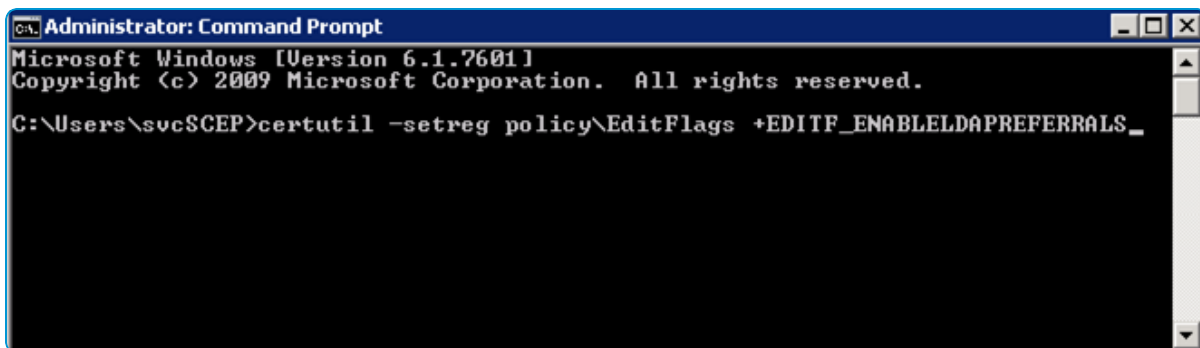 Administrator: Command Prompt
Microsoft Windows [Version 6.1.7601]
Copyright (c) 2009 Microsoft Corporation.  All rights reserved.
C:\Users\svcSCEP>certutil -setreg policy\EditFlags +EDITF_ENABLELDAPREFERRALS_